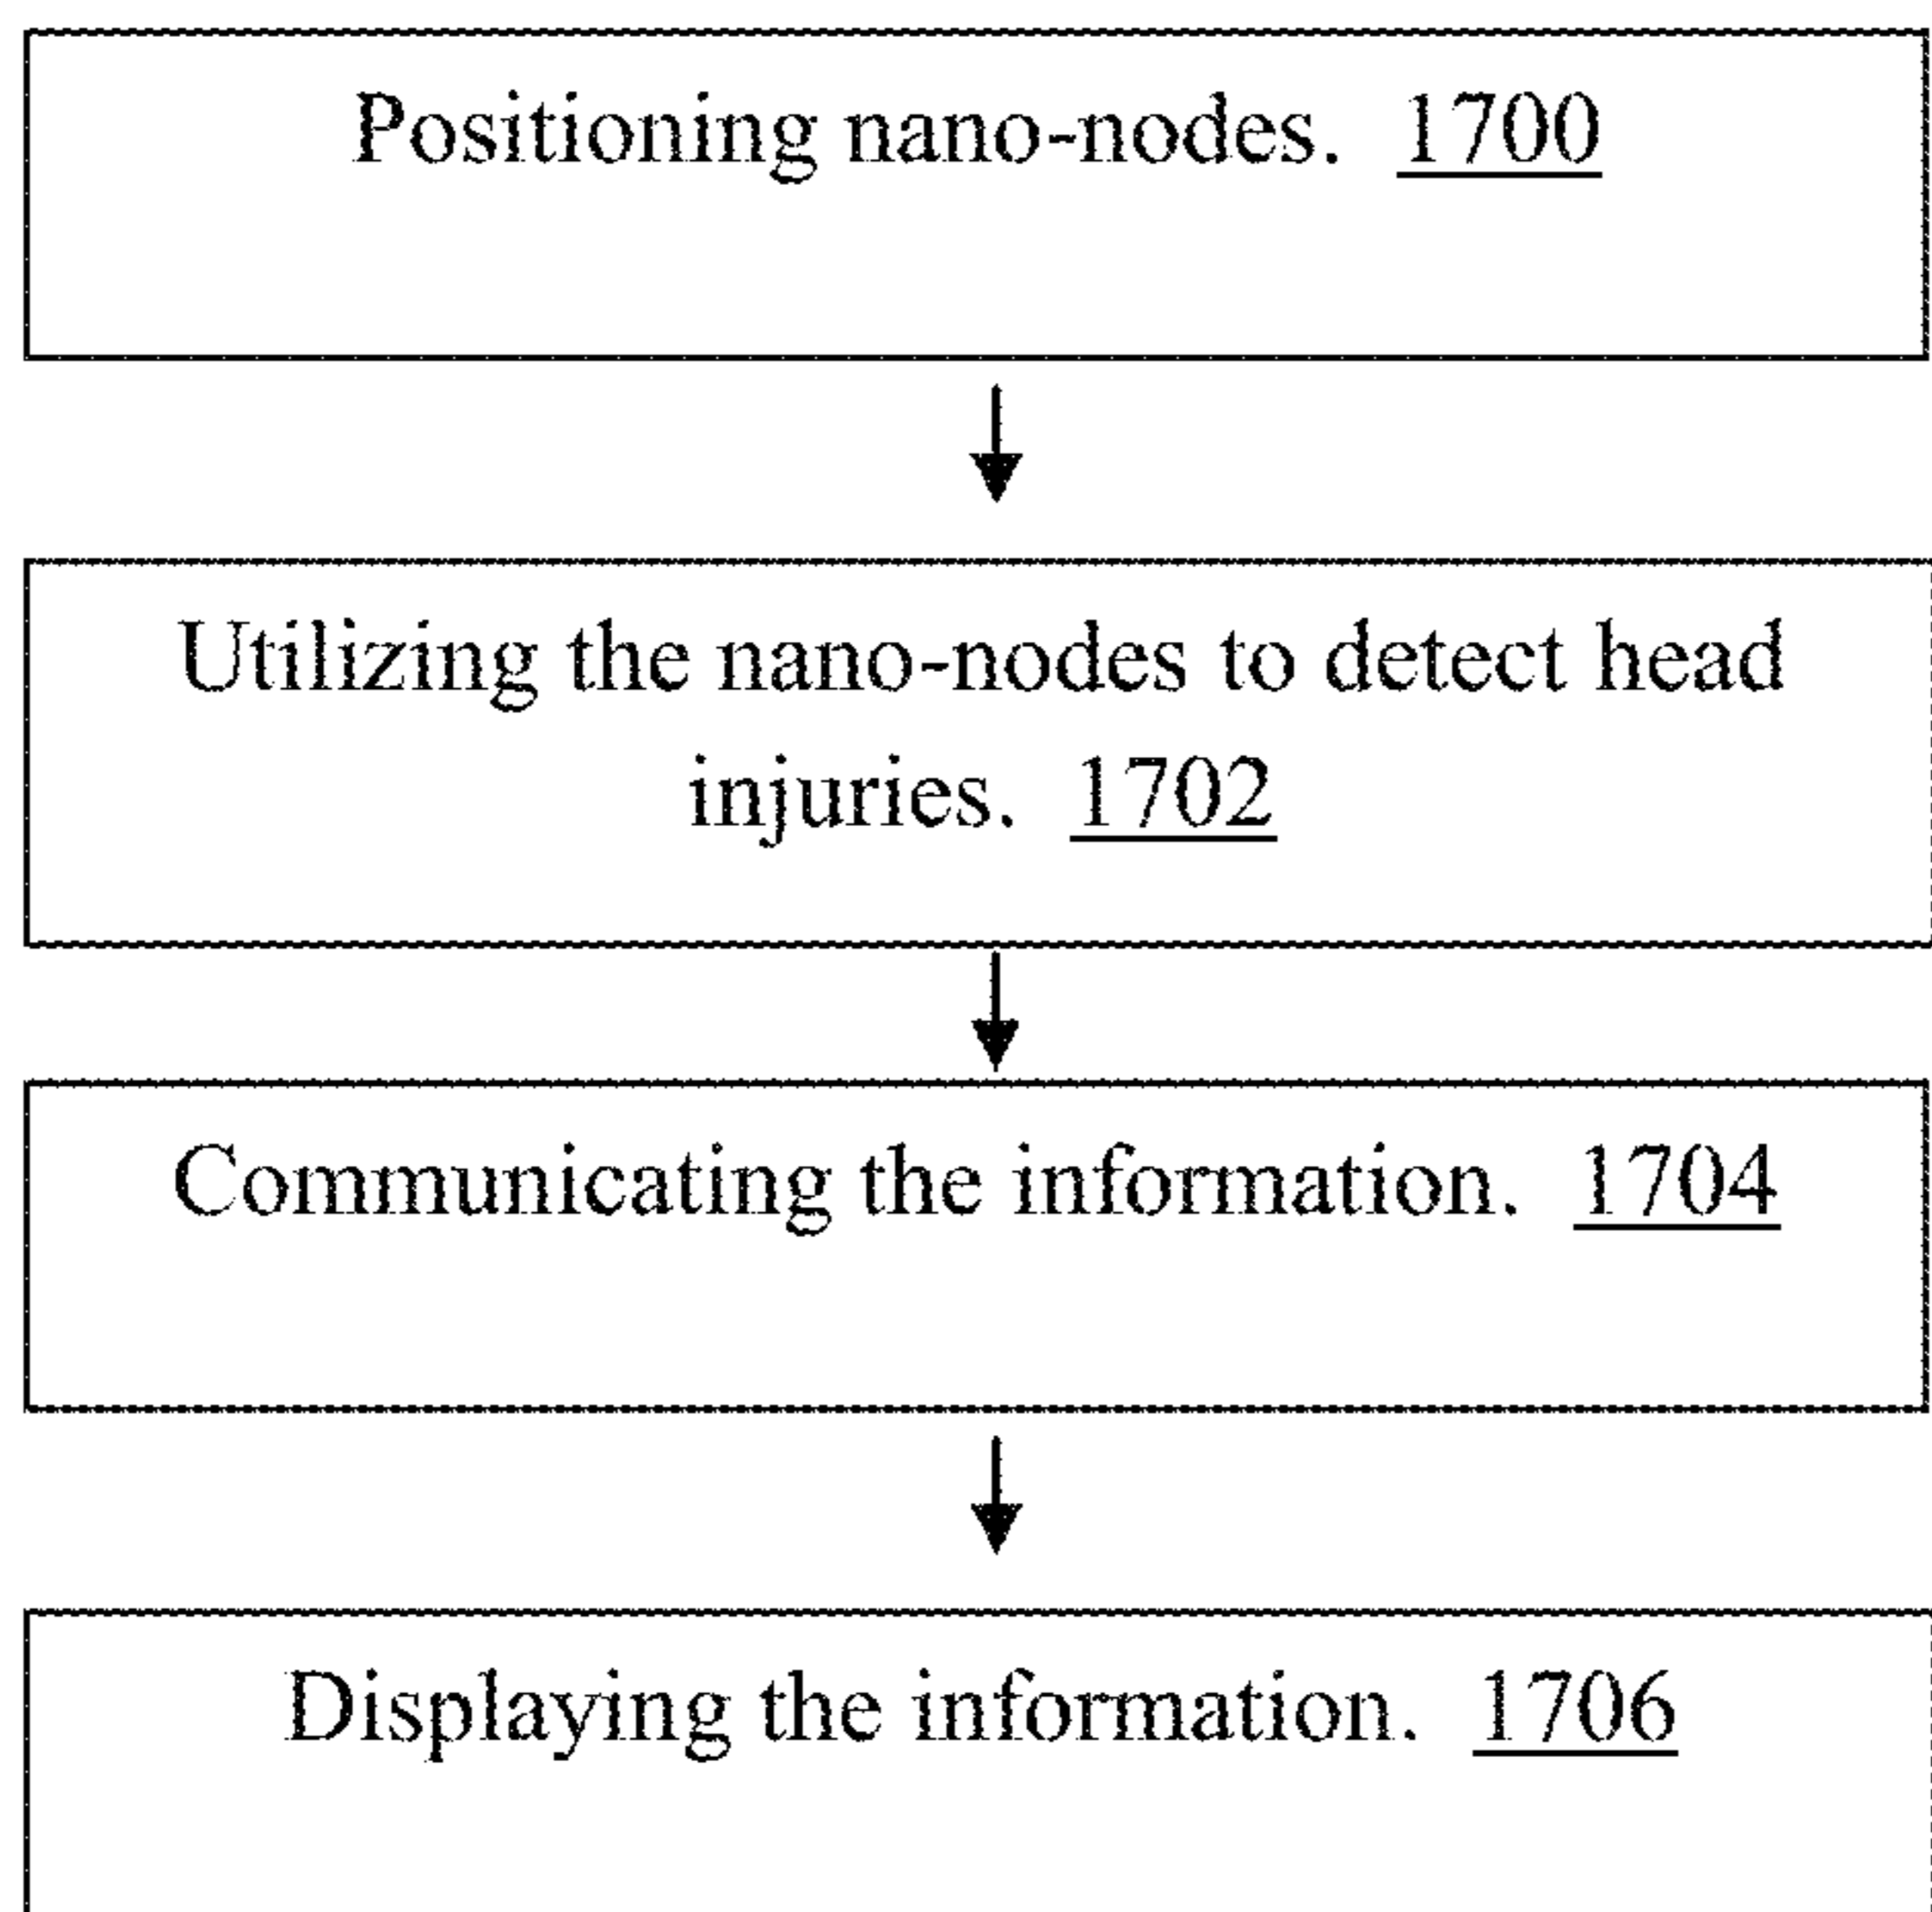 Positioning nano-nodes. 1700
Utilizing the nano-nodes to detect head
injuries. 1702
Communicating the information. 1704
Displaying the information. 1706